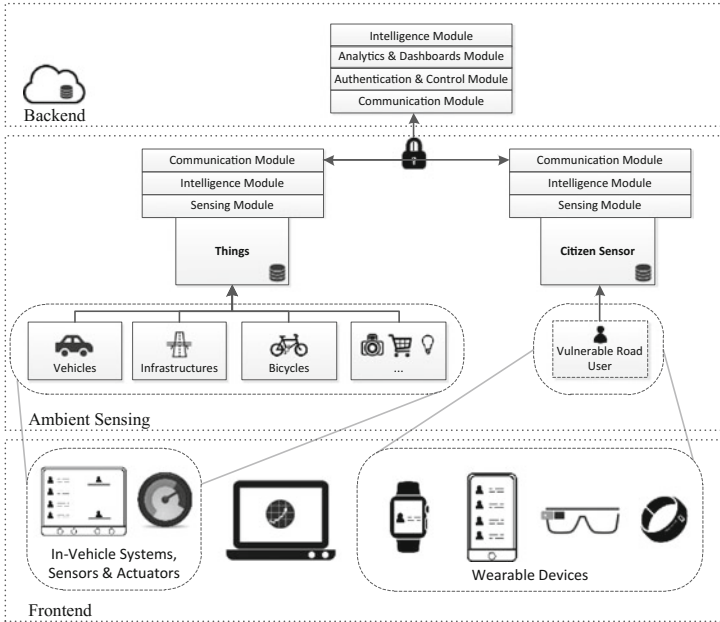 Intelligence Module
Analytics & Dashboards Module
Authentication & Control Module
Communication Module
Backend
Communication Module
Intelligence Module
Sensing Module
Things
Communication Module
Intelligence Module
Sensing Module
Citizen Sensor
Vehicles
Infrastructures
Bicycles
...
Vulnerable Road
User
Ambient Sensing
In-Vehicle Systems,
Sensors & Actuators
Wearable Devices
Frontend